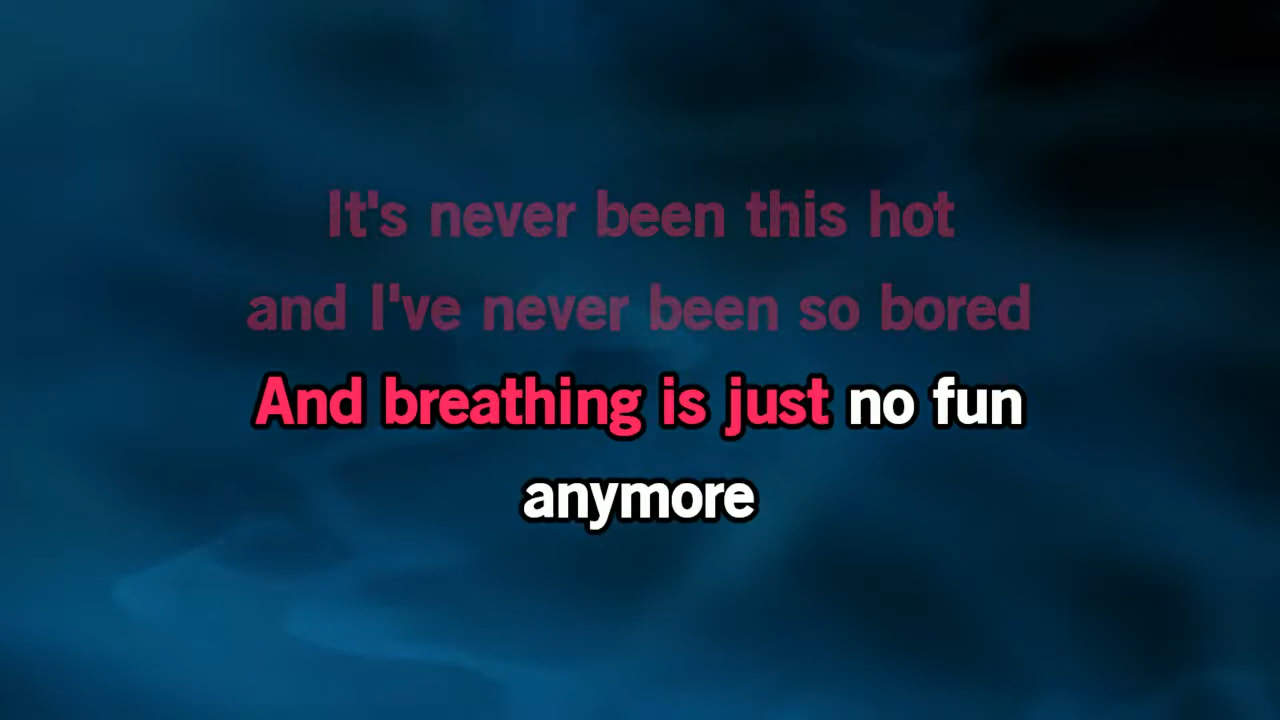 It's never been this hot
and I've never been so bored
And breathing is just no fun
anymore